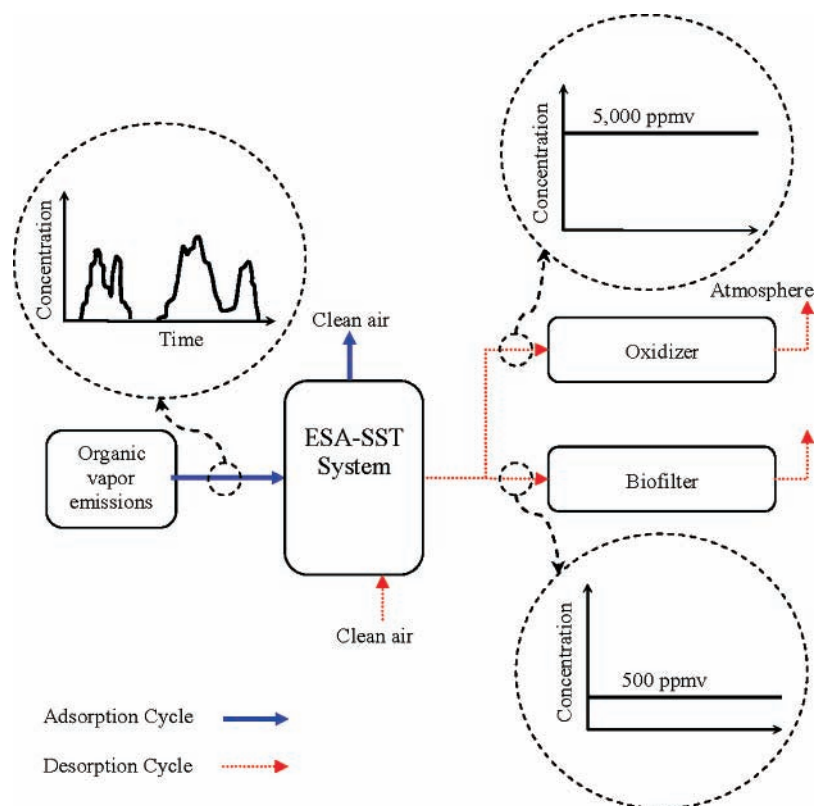 5,000 ppmv
Concentration
Concentration
Time
Clean air
Atmosphere
Organic
vapor
emissions
ESA-SST
System
Oxidizer
Biofilter
Clean air
500 ppmv
Concentration
Adsorption Cycle
Desorption Cycle